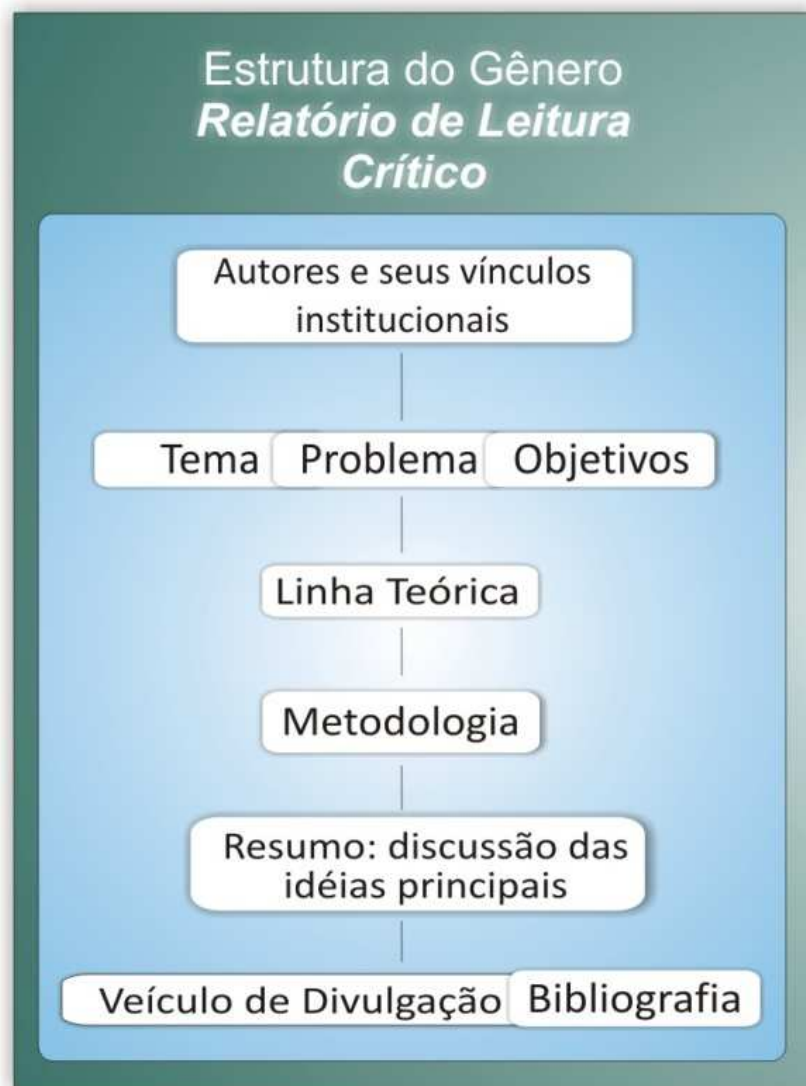 Estrutura do Gênero
Relatório de Leitura
Crítico
Autores e seus vínculos
institucionais
Tema Problema Objetivos
Linha Teórica
Metodologia
Resumo: discussão das
idéias principais
Veículo de Divulgação Bibliografia